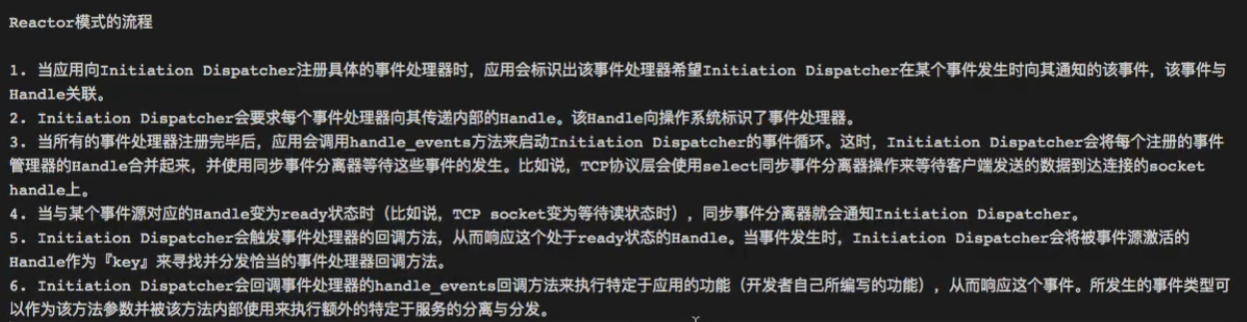 Reactor模式的流程
1. 当应用向Initiation Dispatcher注册具体的事件处理器时，应用会标识出该事件处理器希望Initiation Dispatcher在某个事件发生时向其通知的该事件，该事件与
Handle关联。
2. Initiation Dispatcher会要求每个事件处理器向其传递内部的Handle。该Handle向操作系统标识了事件处理器。
3. 当所有的事件处理器注册完毕后，应用会调用handle_events方法来启动Initiation Dispatcher的事件循环。这时，Initiation Dispatcher会将每个注册的事件
管理器的Handle合并起来，并使用同步事件分离器等待这些事件的发生。比如说，TCP协议层会使用select同步事件分离器操作来等待客户端发送的数据到达连接的socket
handle上。
4. 当与某个事件源对应的Handle变为ready状态时（比如说，TCP socket变为等待读状态时），同步事件分离器就会通知Initiation Dispatcher。
5. Initiation Dispatcher会触发事件处理器的回调方法，从而响应这个处于ready状态的Handle。当事件发生时，Initiation Dispatcher会将被事件源激活的
Handle作为『key』来寻找并分发恰当的事件处理器回调方法。
6. Initiation Dispatcher会回调事件处理器的handle_events回调方法来执行特定于应用的功能（开发者自己所编写的功能），从而响应这个事件。所发生的事件类型可
以作为该方法参数并被该方法内部使用来执行额外的特定于服务的分离与分发。